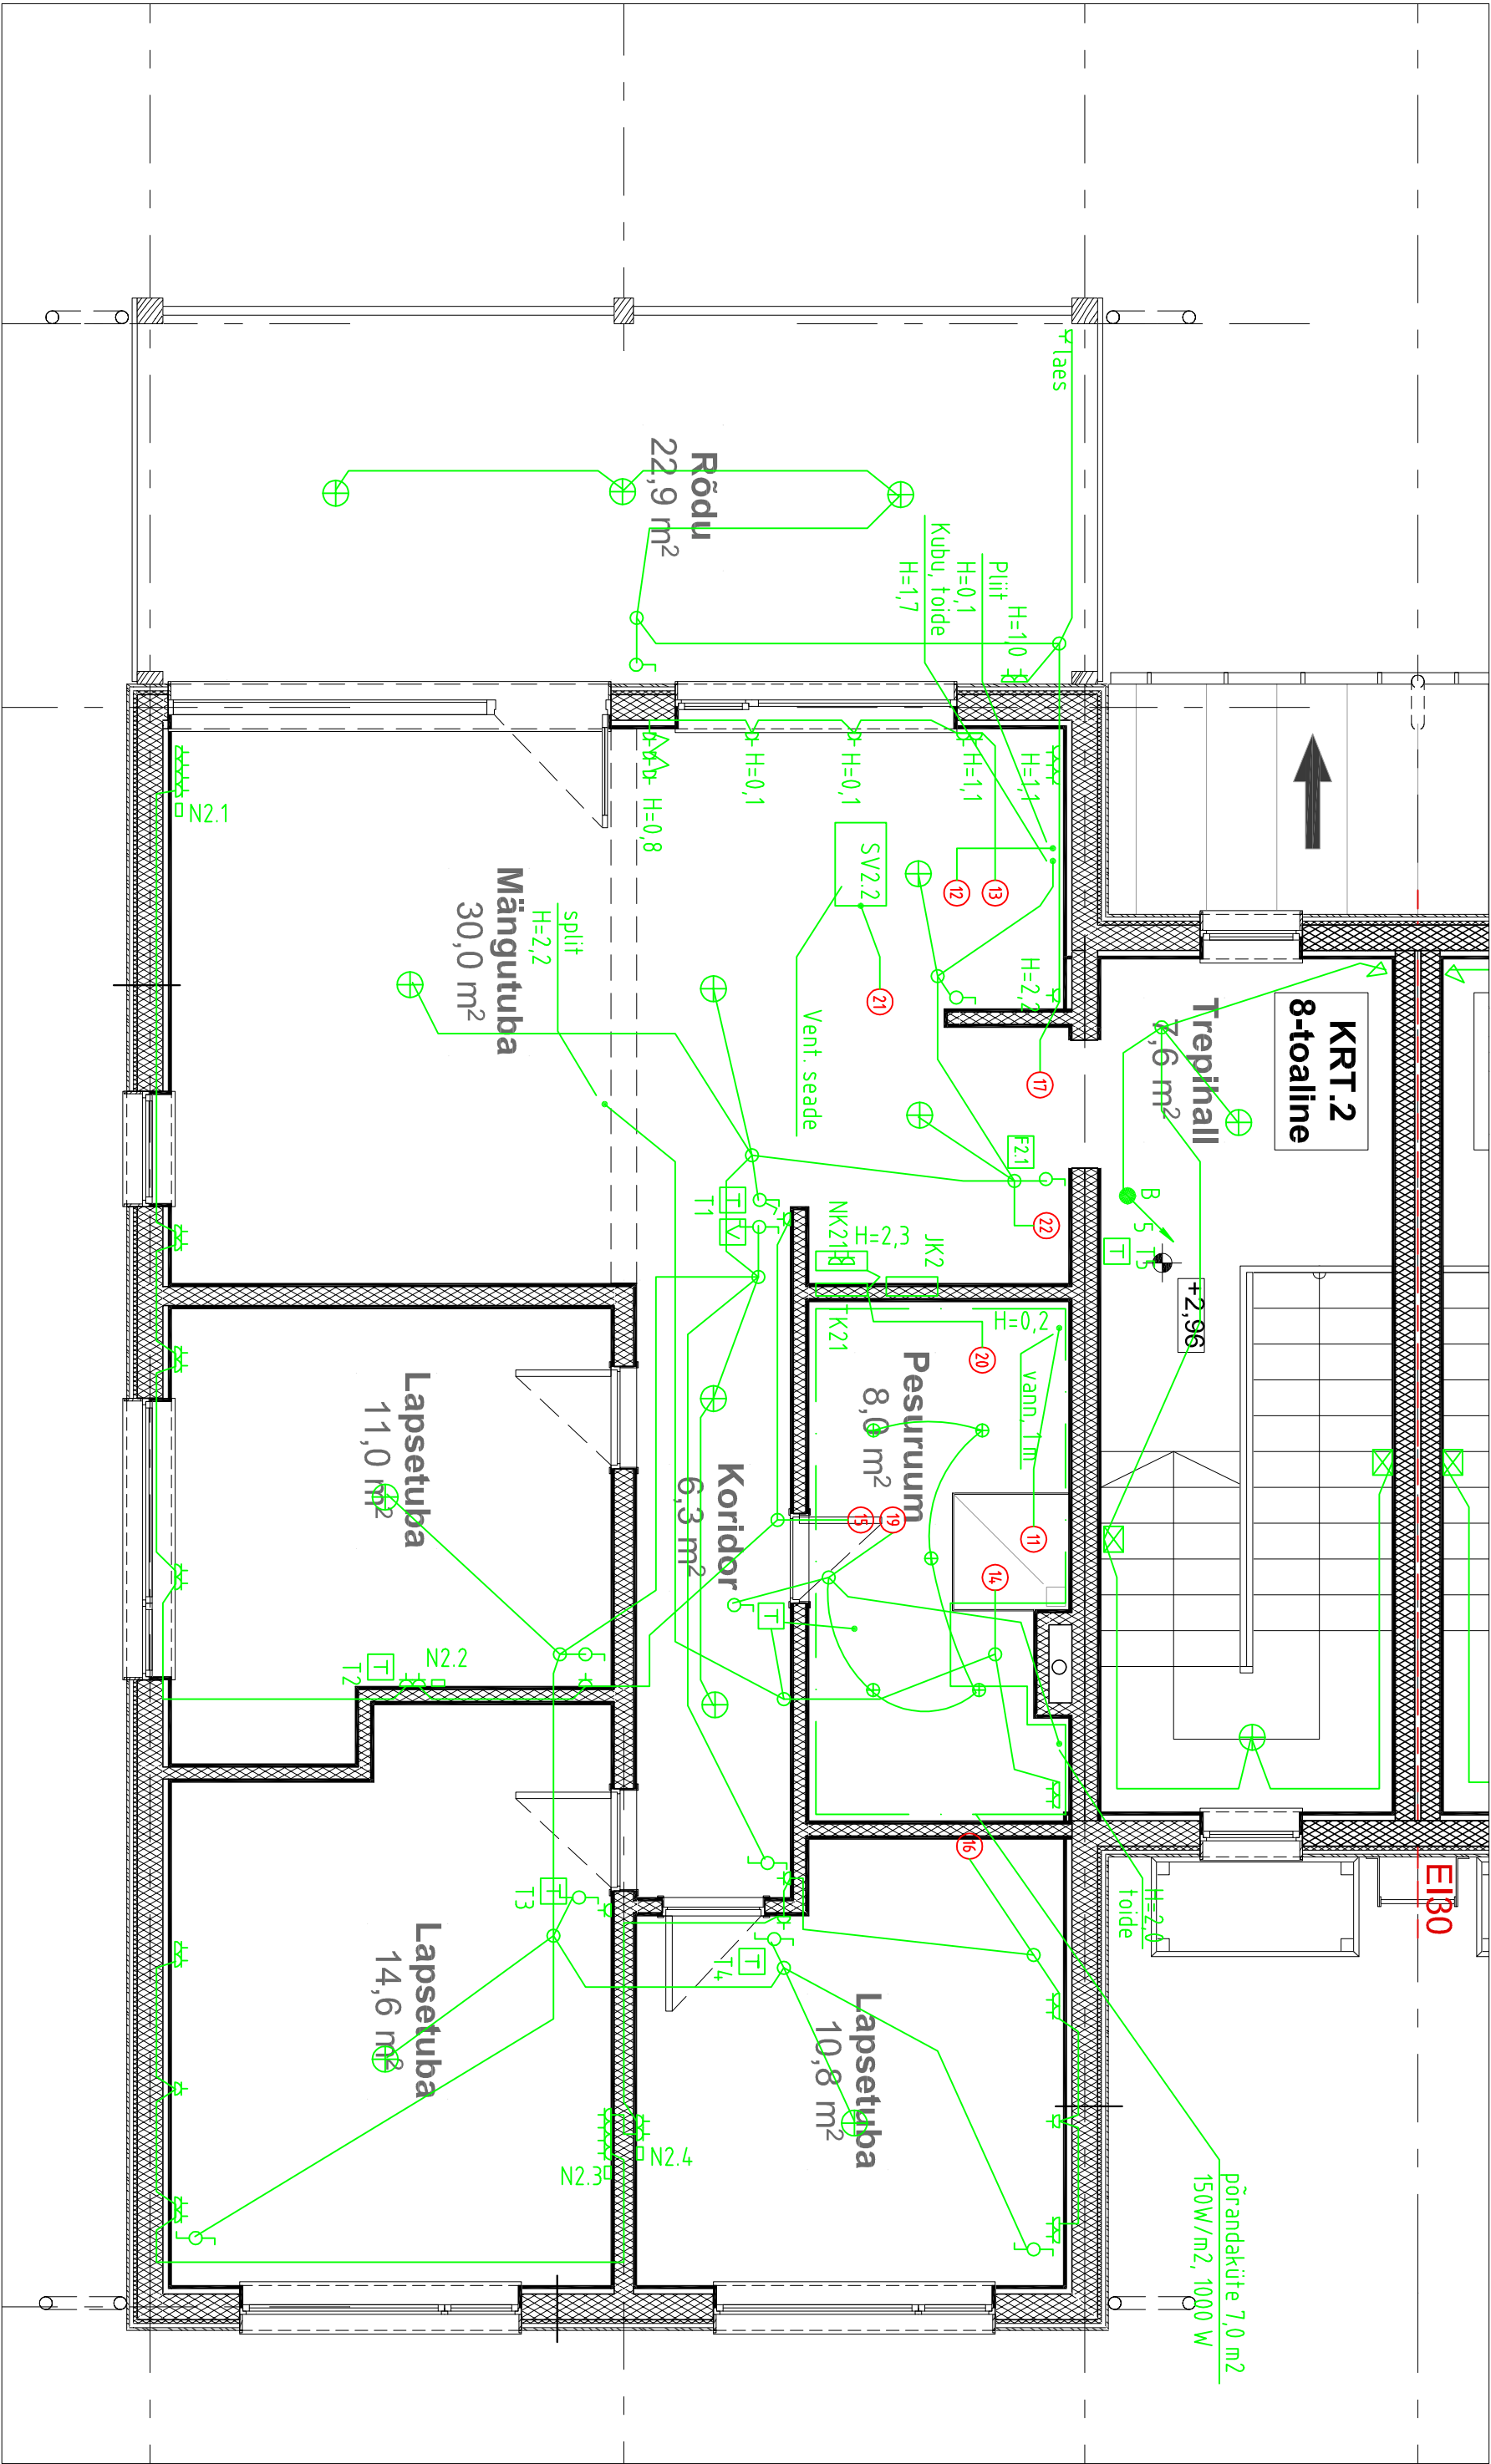 KRT.2
8-toaline
EI30
Trepihall
7,6 m²
+2,96
B
5
T5
T
Rõdu
22,9 m²
laes
H=1,0
Pliit
H=0,1
Kubu, toide
H=1,7
H=1,1
H=1,1
H=0,1
H=0,1
H=0,8
SV2.2
12
13
21
H=2,2
17
Vent. seade
F2.1
22
split
H=2,2
Mängutuba
30,0 m²
N2.1
T
V
T1
NK21
H=2,3
JK2
TK21
H=0,2
vann, 1m
20
11
Pesuruum
8,0 m²
15
19
14
T
Koridor
6,3 m²
Lapsetuba
11,0 m²
N2.2
T
T2
16
H=2,0
toide
T
T3
T
T4
Lapsetuba
14,6 m²
Lapsetuba
10,8 m²
N2.4
N2.3
põrandaküte 7,0 m2
150W/m2, 1000 W